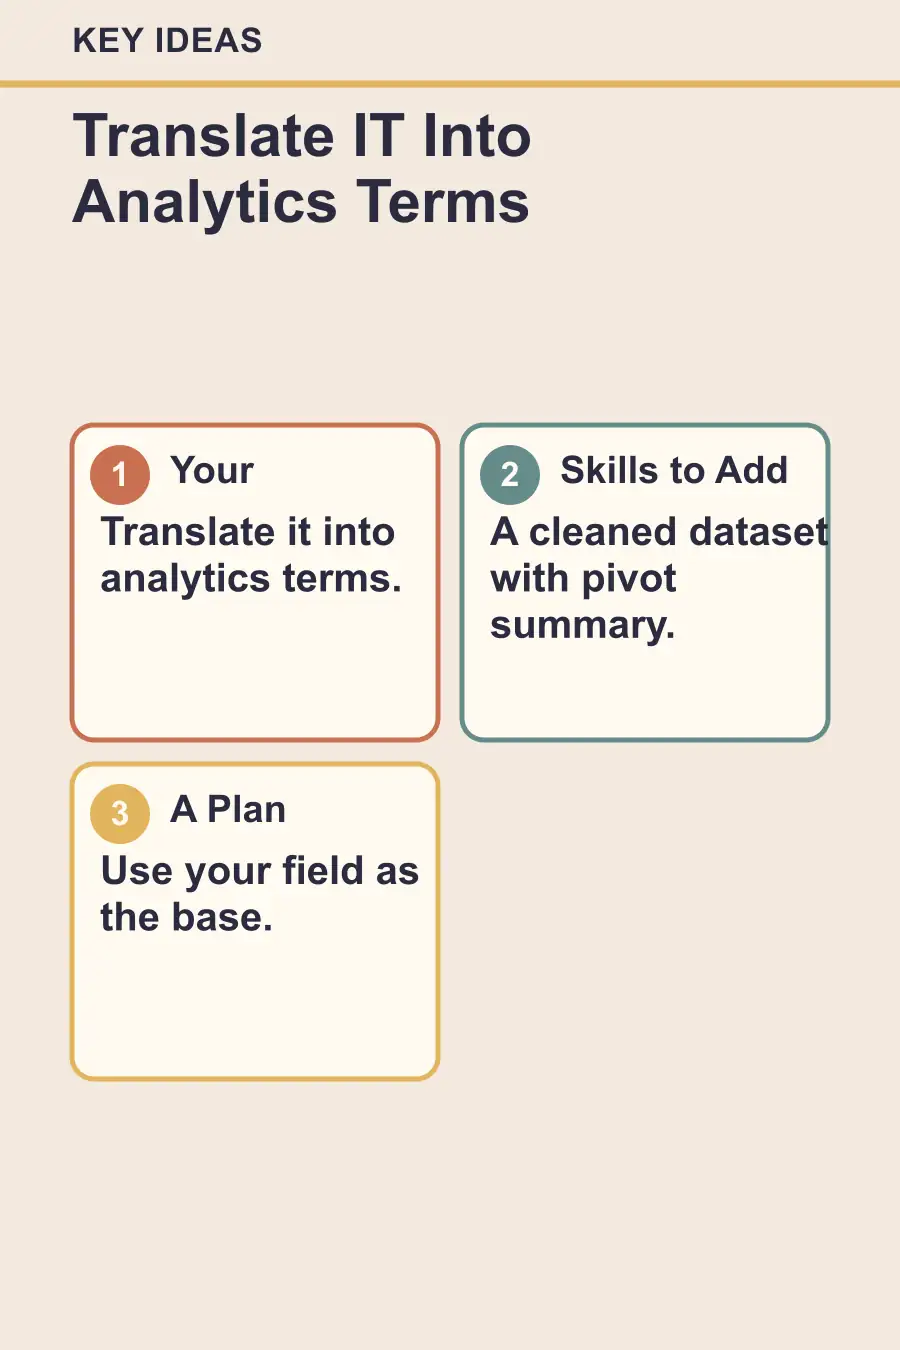 KEY IDEAS
Translate IT Into
Analytics Terms
1 Your
Translate it into
analytics terms.
2 Skills to Add
A cleaned dataset
with pivot
summary.
3 A Plan
Use your field as
the base.